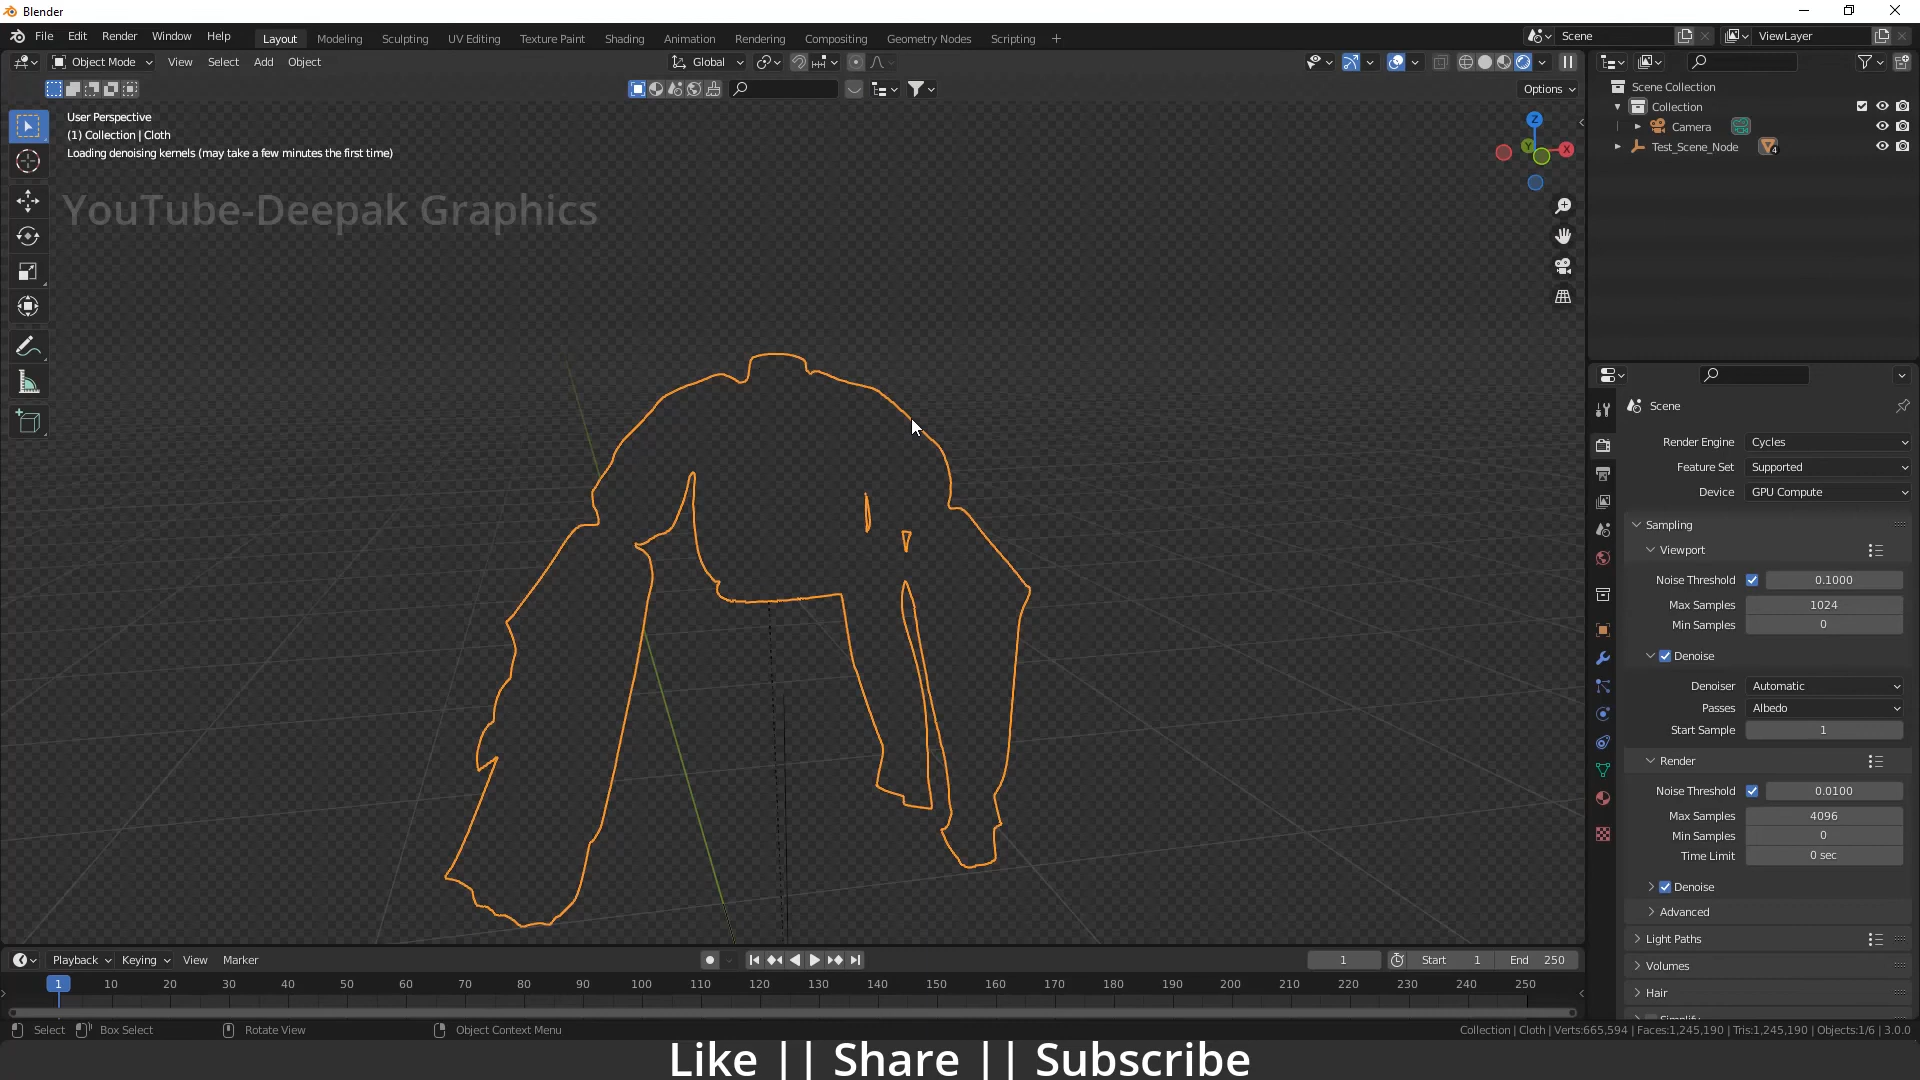 Blender
File Edit Render Window Help
Layout Modeling Sculpting UV Editing Texture Paint Shading Animation Rendering Compositing Geometry Nodes Scripting +
Scene
ViewLayer
Object Mode View Select Add Object
Global
Options
User Perspective
(1) Collection | Cloth
Loading denoising kernels (may take a few minutes the first time)
YouTube-Deepak Graphics
Z
X
Y
Scene Collection
Collection
Camera
Test_Scene_Node
4
Scene
Render Engine Cycles
Feature Set Supported
Device GPU Compute
Sampling
Viewport
Noise Threshold 0.1000
Max Samples 1024
Min Samples 0
Denoise
Denoiser Automatic
Passes Albedo
Start Sample 1
Render
Noise Threshold 0.0100
Max Samples 4096
Min Samples 0
Time Limit 0 sec
Denoise
Advanced
Light Paths
Volumes
Hair
Playback Keying View Marker
1 Start 1 End 250
1 10 20 30 40 50 60 70 80 90 100 110 120 130 140 150 160 170 180 190 200 210 220 230 240 250
Select Box Select Rotate View Object Context Menu
Collection | Cloth | Verts:665,594 | Faces:1,245,190 | Tris:1,245,190 | Objects:1/6 | 3.0.0
Like || Share || Subscribe